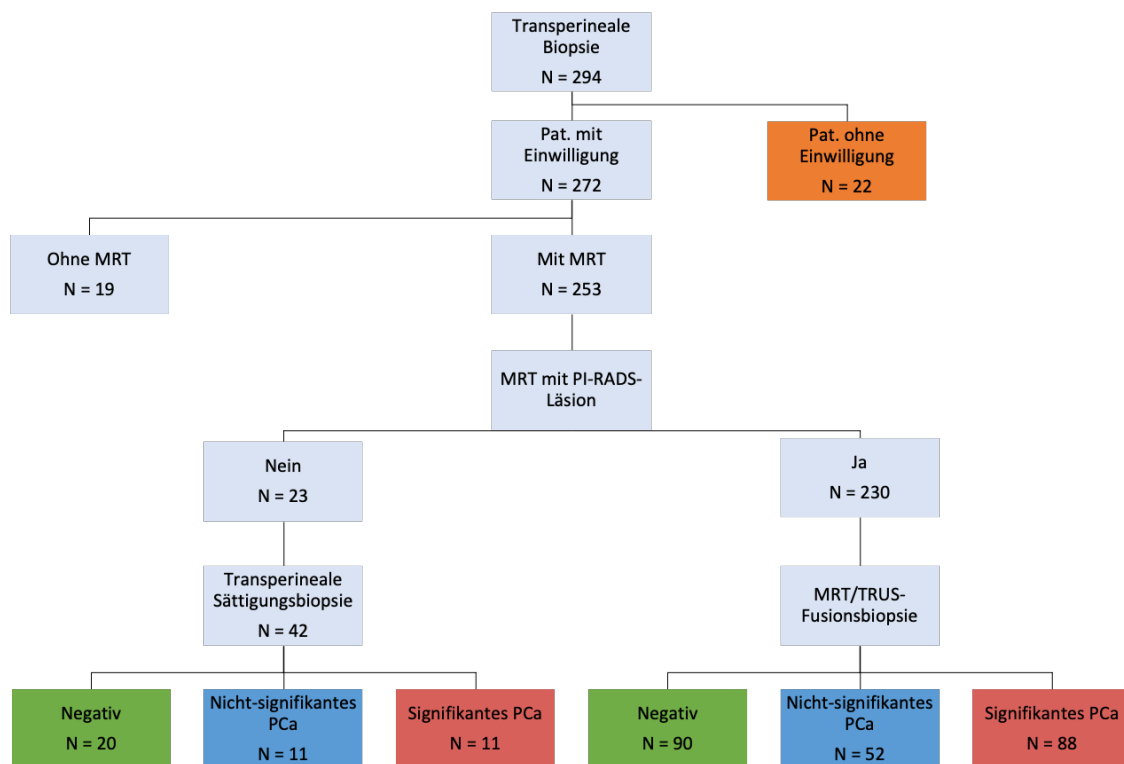 Transperineale
Biopsie
N = 294
Pat. mit
Einwilligung
N = 272
Pat. ohne
Einwilligung
N = 22
Ohne MRT
N = 19
Mit MRT
N = 253
MRT mit PI-RADS-
Läsion
Nein
N = 23
Ja
N = 230
Transperineale
Sättigungsbiopsie
N = 42
MRT/TRUS-
Fusionsbiopsie
Negativ
N = 20
Nicht-signifikantes
PCa
N = 11
Signifikantes PCa
N = 11
Negativ
N = 90
Nicht-signifikantes
PCa
N = 52
Signifikantes PCa
N = 88